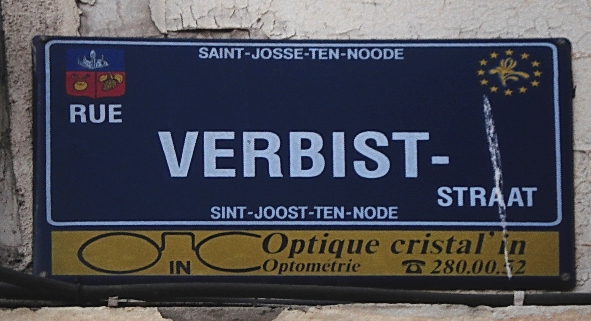 SAINT-JOSSE-TEN-NOODE
RUE
VERBIST-
STRAAT
SINT-JOOST-TEN-NODE
IN
Optique cristal'in
Optométrie ☎ 280.00.52